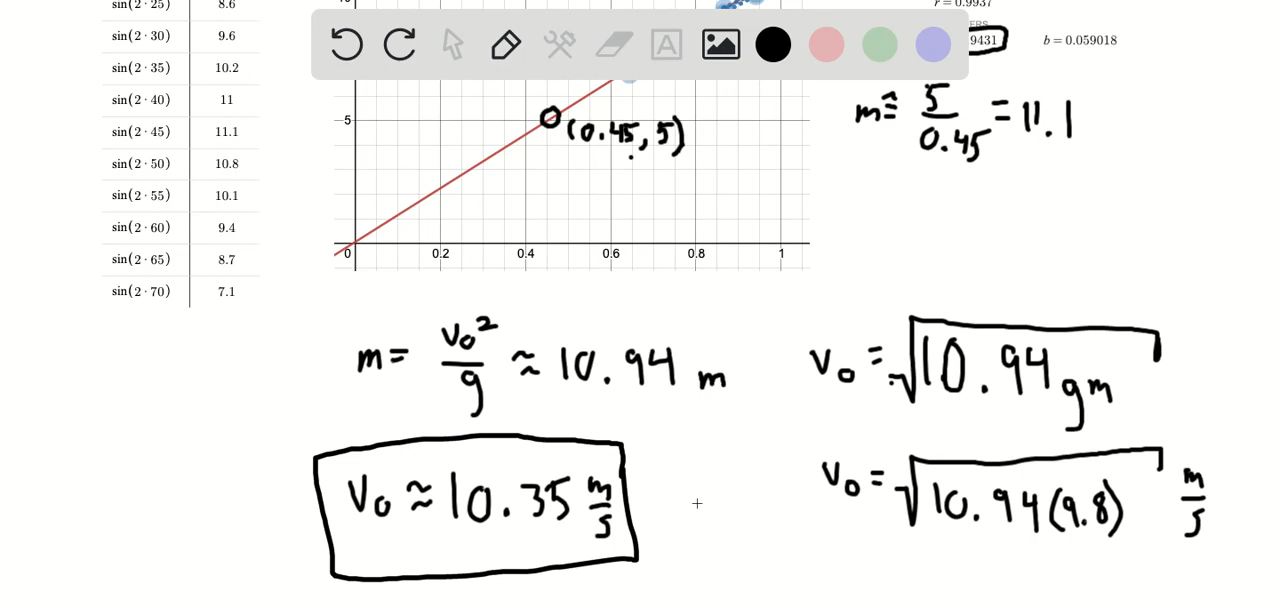 sin(2·25) 8.6
sin(2·30) 9.6
sin(2·35) 10.2
sin(2·40) 11
sin(2·45) 11.1
sin(2·50) 10.8
sin(2·55) 10.1
sin(2·60) 9.4
sin(2·65) 8.7
sin(2·70) 7.1
5
0 0.2 0.4 0.6 0.8 1
(0.45, 5)
r = 0.9937
9431 b = 0.059018
m ≈ 5/0.45 = 11.1
m = v₀²/g ≈ 10.94 m
v₀ = √10.94 g m
v₀ ≈ 10.35 m/s
v₀ = √10.94(9.8) m/s